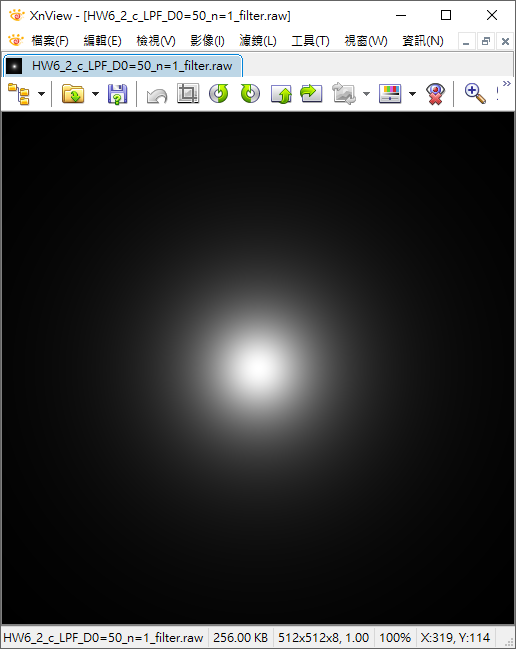 XnView - [HW6_2_c_LPF_D0=50_n=1_filter.raw]
檔案(F) 編輯(E) 檢視(V) 影像(I) 濾鏡(L) 工具(T) 視窗(W) 資訊(N)
HW6_2_c_LPF_D0=50_n=1_filter.raw
HW6_2_c_LPF_D0=50_n=1_filter.raw 256.00 KB 512x512x8, 1.00 100% X:319, Y:114